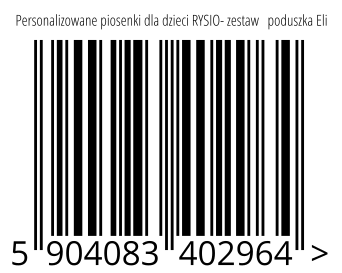 Personalizowane piosenki dla dzieci RYSIO- zestaw poduszka Eli
5 904083 402964 >